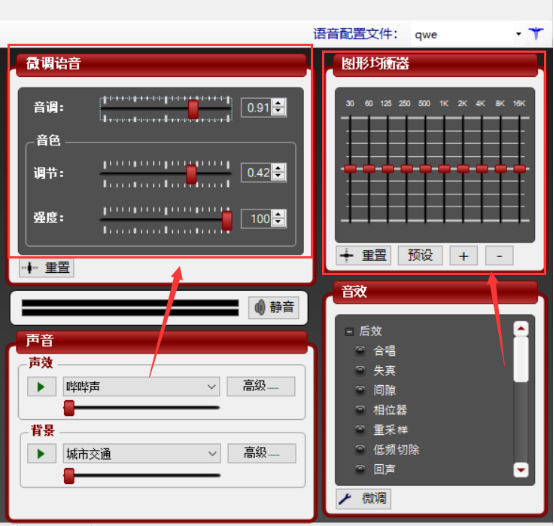 语音配置文件： qwe
微调语音
音调： 0.91
音色
调节： 0.42
强度： 100
重置
图形均衡器
30 60 125 250 500 1K 2K 4K 8K 16K
重置 预设 + -
静音
声音
声效
哔哔声 高级...
背景
城市交通 高级...
音效
后效
合唱
失真
间隙
相位器
重采样
低频切除
回声
微调